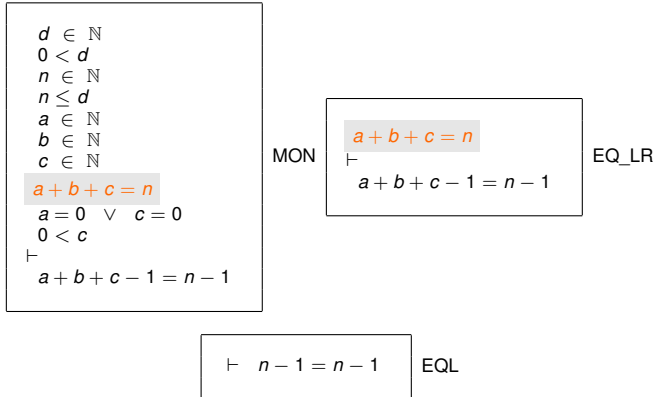 d ∈ ℕ
0 < d
n ∈ ℕ
n ≤ d
a ∈ ℕ
b ∈ ℕ
c ∈ ℕ
a + b + c = n
a = 0 ∨ c = 0
0 < c
⊢
a + b + c − 1 = n − 1
MON
a + b + c = n
⊢
a + b + c − 1 = n − 1
EQ_LR
⊢ n − 1 = n − 1
EQL